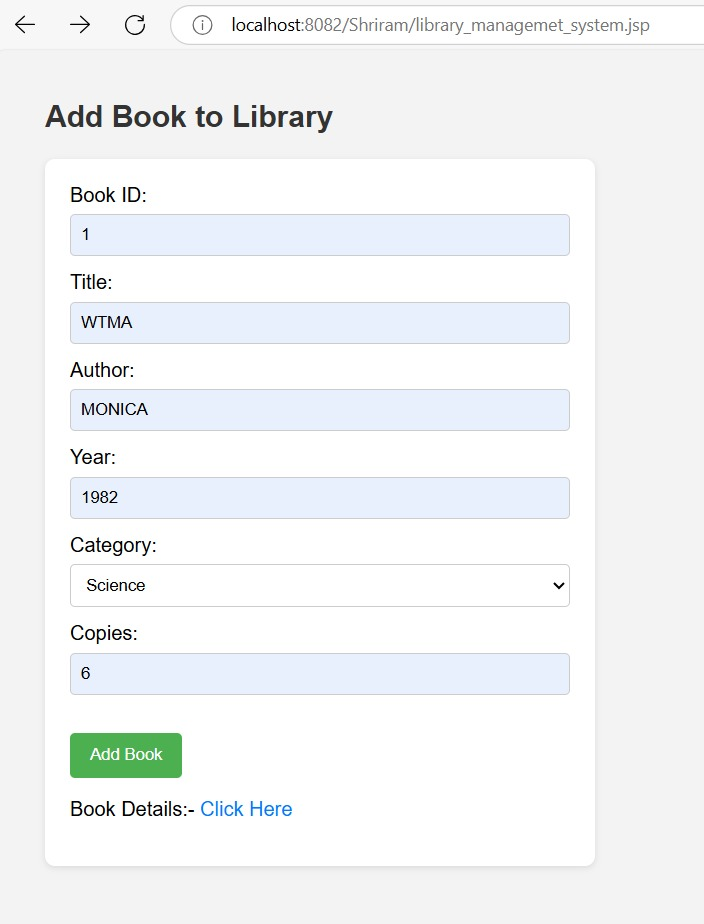 localhost:8082/Shriram/library_managemet_system.jsp
Add Book to Library
Book ID:
1
Title:
WTMA
Author:
MONICA
Year:
1982
Category:
Science
Copies:
6
Add Book
Book Details:- Click Here